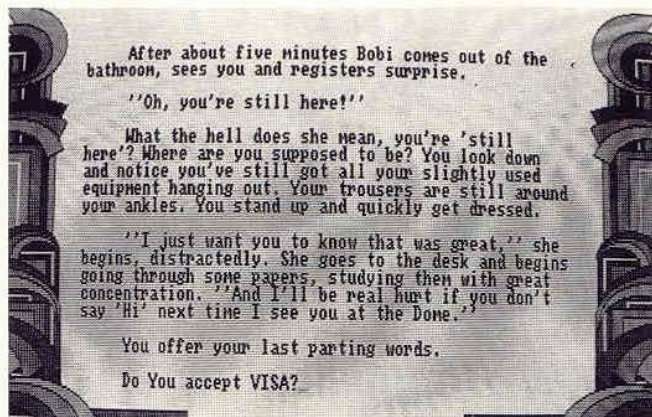 After about five minutes Bobi comes out of the
bathroom, sees you and registers surprise.
''Oh, you're still here!''
What the hell does she mean, you're 'still
here'? Where are you supposed to be? You look down
and notice you've still got all your slightly used
equipment hanging out. Your trousers are still around
your ankles. You stand up and quickly get dressed.
''I just want you to know that was great,'' she
begins, distractedly. She goes to the desk and begins
going through some papers, studying them with great
concentration. ''And I'll be real hurt if you don't
say 'Hi' next time I see you at the Dome.''
You offer your last parting words.
Do You accept VISA?